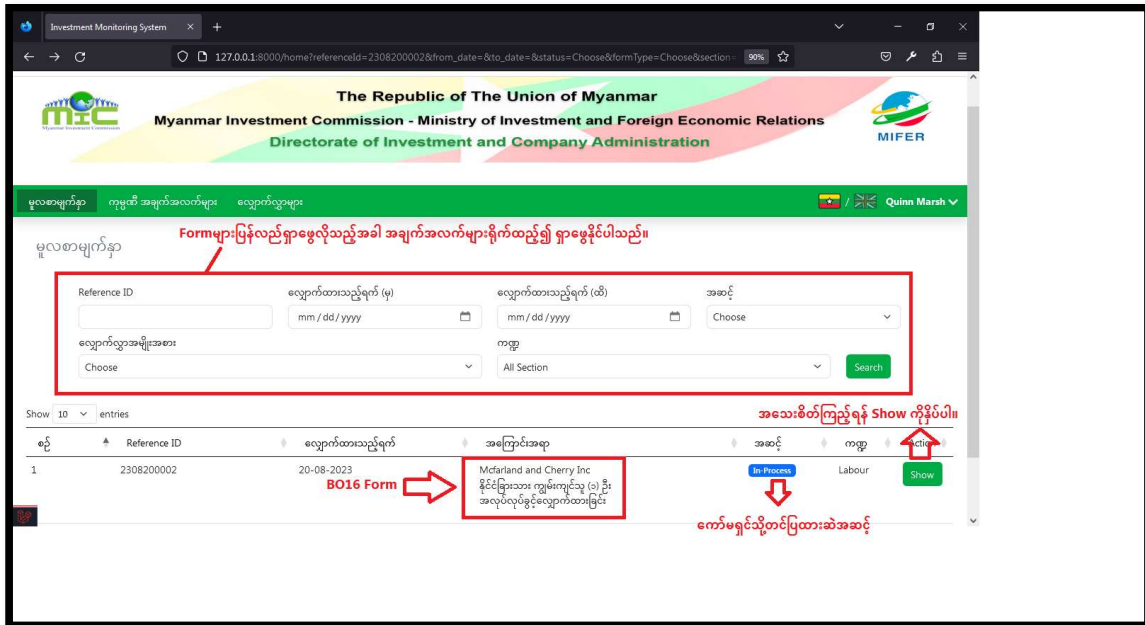 Investment Monitoring System
127.0.0.1:8000/home?referenceId=2308200002&from_date=&to_date=&status=Choose&formType=Choose&section=
90%
The Republic of The Union of Myanmar
Myanmar Investment Commission - Ministry of Investment and Foreign Economic Relations
Directorate of Investment and Company Administration
MIC
Myanmar Investment Commission
MIFER
မူလစာမျက်နှာ ကုမ္ပဏီ အချက်အလက်များ လျှောက်လွှာများ / Quinn Marsh
Formများပြန်လည်ရှာဖွေလိုသည့်အခါ အချက်အလက်များရိုက်ထည့်၍ ရှာဖွေနိုင်ပါသည်။
မူလစာမျက်နှာ
Reference ID လျှောက်ထားသည့်ရက် (မှ) လျှောက်ထားသည့်ရက် (ထိ) အဆင့်
mm / dd / yyyy mm / dd / yyyy Choose
လျှောက်လွှာအမျိုးအစား ကဏ္ဍ
Choose All Section Search
Show 10 entries
အသေးစိတ်ကြည့်ရန် Show ကိုနှိပ်ပါ။
စဉ် Reference ID လျှောက်ထားသည့်ရက် အကြောင်းအရာ အဆင့် ကဏ္ဍ Action
1 2308200002 20-08-2023 Mcfarland and Cherry Inc In-Process Labour Show
BO16 Form
နိုင်ငံခြားသား ကျွမ်းကျင်သူ (၁) ဦး
အလုပ်လုပ်ခွင့်လျှောက်ထားခြင်း
ကော်မရှင်သို့တင်ပြထားဆဲအဆင့်